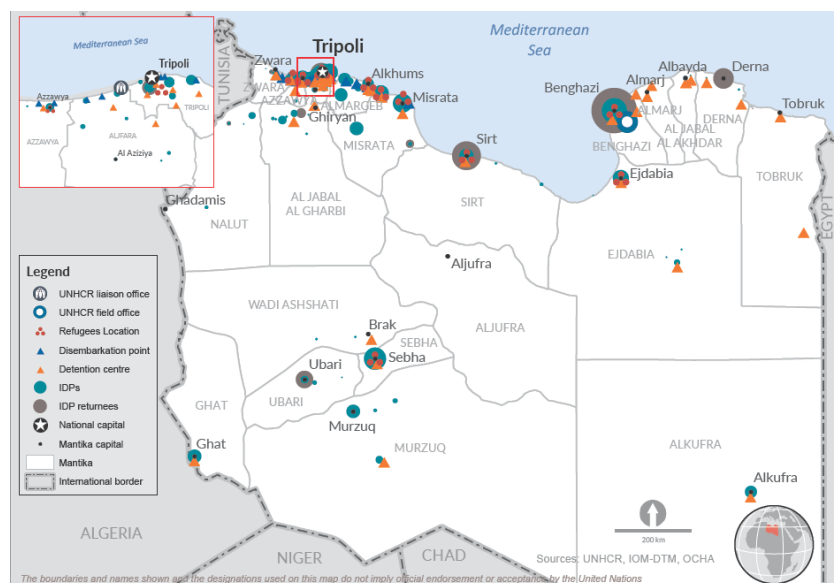 Mediterranean Sea
Tripoli
Azzawya
TRIPOLI
ALJFARA
AZZAWYA
Al Aziziya
TUNISIA
Mediterranean
Sea
Tripoli
Zwara
ZWARA
AZZAWYA
Alkhums
ALMARGEB
Misrata
Ghiryan
MISRATA
Sirt
Benghazi
Almarj
Albayda
Derna
ALMARJ
DERNA
Tobruk
AL JABAL
AL AKHDAR
BENGHAZI
Ejdabia
TOBRUK
EGYPT
Ghadamis
NALUT
AL JABAL
AL GHARBI
SIRT
EJDABIA
Aljufra
Legend
UNHCR liaison office
UNHCR field office
Refugees Location
Disembarkation point
Detention centre
IDPs
IDP returnees
National capital
Mantika capital
Mantika
International border
WADI ASHSHATI
ALJUFRA
Brak
SEBHA
Sebha
Ubari
UBARI
GHAT
Murzuq
MURZUQ
Ghat
ALKUFRA
Alkufra
200 km
ALGERIA
NIGER
CHAD
Sources: UNHCR, IOM-DTM, OCHA
The boundaries and names shown and the designations used on this map do not imply official endorsement or acceptance by the United Nations